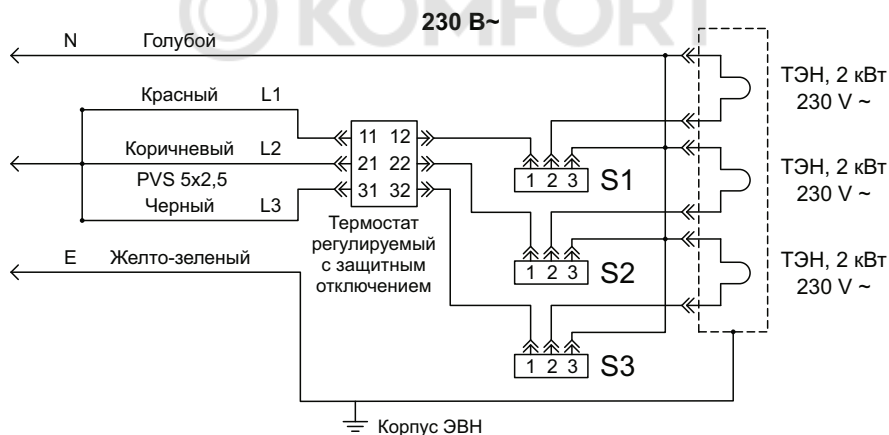 KOMFORT
230 В~
N Голубой
ТЭН, 2 кВт
230 V ~
Красный L1
11 12
Коричневый L2
21 22
PVS 5x2,5
31 32
Черный L3
1 2 3 S1
ТЭН, 2 кВт
230 V ~
Термостат
регулируемый
с защитным
отключением
E Желто-зеленый
1 2 3 S2
ТЭН, 2 кВт
230 V ~
1 2 3 S3
Корпус ЭВН